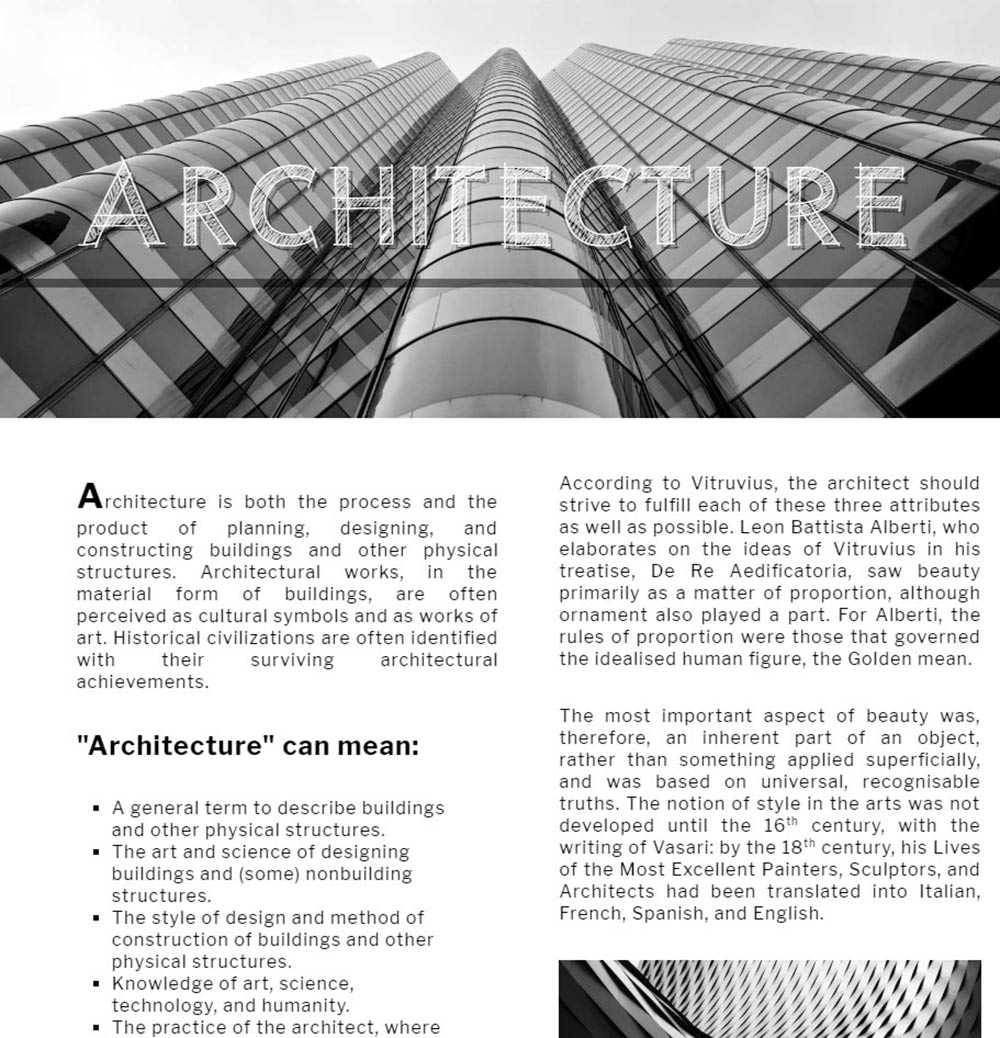 ARCHITECTURE
Architecture is both the process and the
product of planning, designing, and
constructing buildings and other physical
structures. Architectural works, in the
material form of buildings, are often
perceived as cultural symbols and as works of
art. Historical civilizations are often identified
with their surviving architectural
achievements.
"Architecture" can mean:
▪ A general term to describe buildings
and other physical structures.
▪ The art and science of designing
buildings and (some) nonbuilding
structures.
▪ The style of design and method of
construction of buildings and other
physical structures.
▪ Knowledge of art, science,
technology, and humanity.
▪ The practice of the architect, where
According to Vitruvius, the architect should
strive to fulfill each of these three attributes
as well as possible. Leon Battista Alberti, who
elaborates on the ideas of Vitruvius in his
treatise, De Re Aedificatoria, saw beauty
primarily as a matter of proportion, although
ornament also played a part. For Alberti, the
rules of proportion were those that governed
the idealised human figure, the Golden mean.
The most important aspect of beauty was,
therefore, an inherent part of an object,
rather than something applied superficially,
and was based on universal, recognisable
truths. The notion of style in the arts was not
developed until the 16th century, with the
writing of Vasari: by the 18th century, his Lives
of the Most Excellent Painters, Sculptors, and
Architects had been translated into Italian,
French, Spanish, and English.